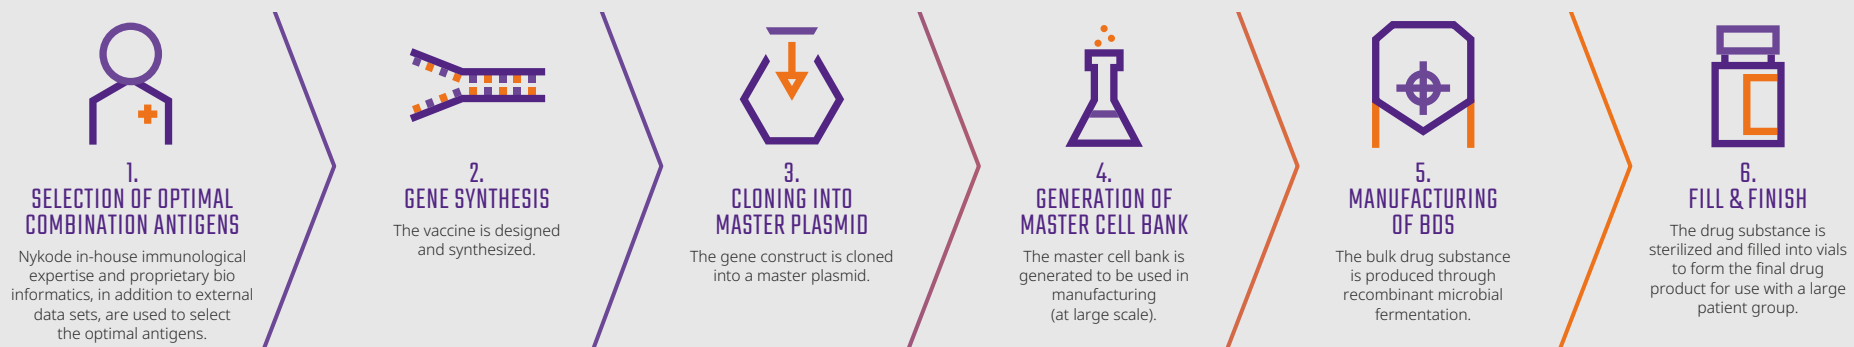 1.
SELECTION OF OPTIMAL
COMBINATION ANTIGENS
Nykode in-house immunological
expertise and proprietary bio
informatics, in addition to external
data sets, are used to select
the optimal antigens.
2.
GENE SYNTHESIS
The vaccine is designed
and synthesized.
3.
CLONING INTO
MASTER PLASMID
The gene construct is cloned
into a master plasmid.
4.
GENERATION OF
MASTER CELL BANK
The master cell bank is
generated to be used in
manufacturing
(at large scale).
5.
MANUFACTURING
OF BDS
The bulk drug substance
is produced through
recombinant microbial
fermentation.
6.
FILL & FINISH
The drug substance is
sterilized and filled into vials
to form the final drug
product for use with a large
patient group.